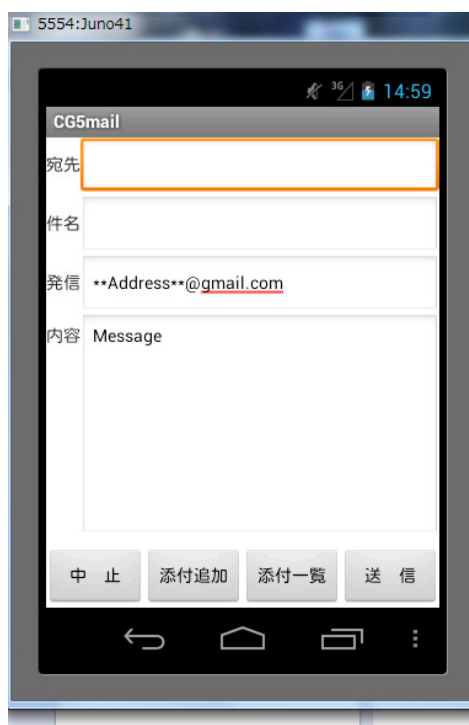 5554:Juno41
3G 14:59
CG5mail
宛先
件名
発信 **Address**@gmail.com
内容 Message
中 止 添付追加 添付一覧 送 信